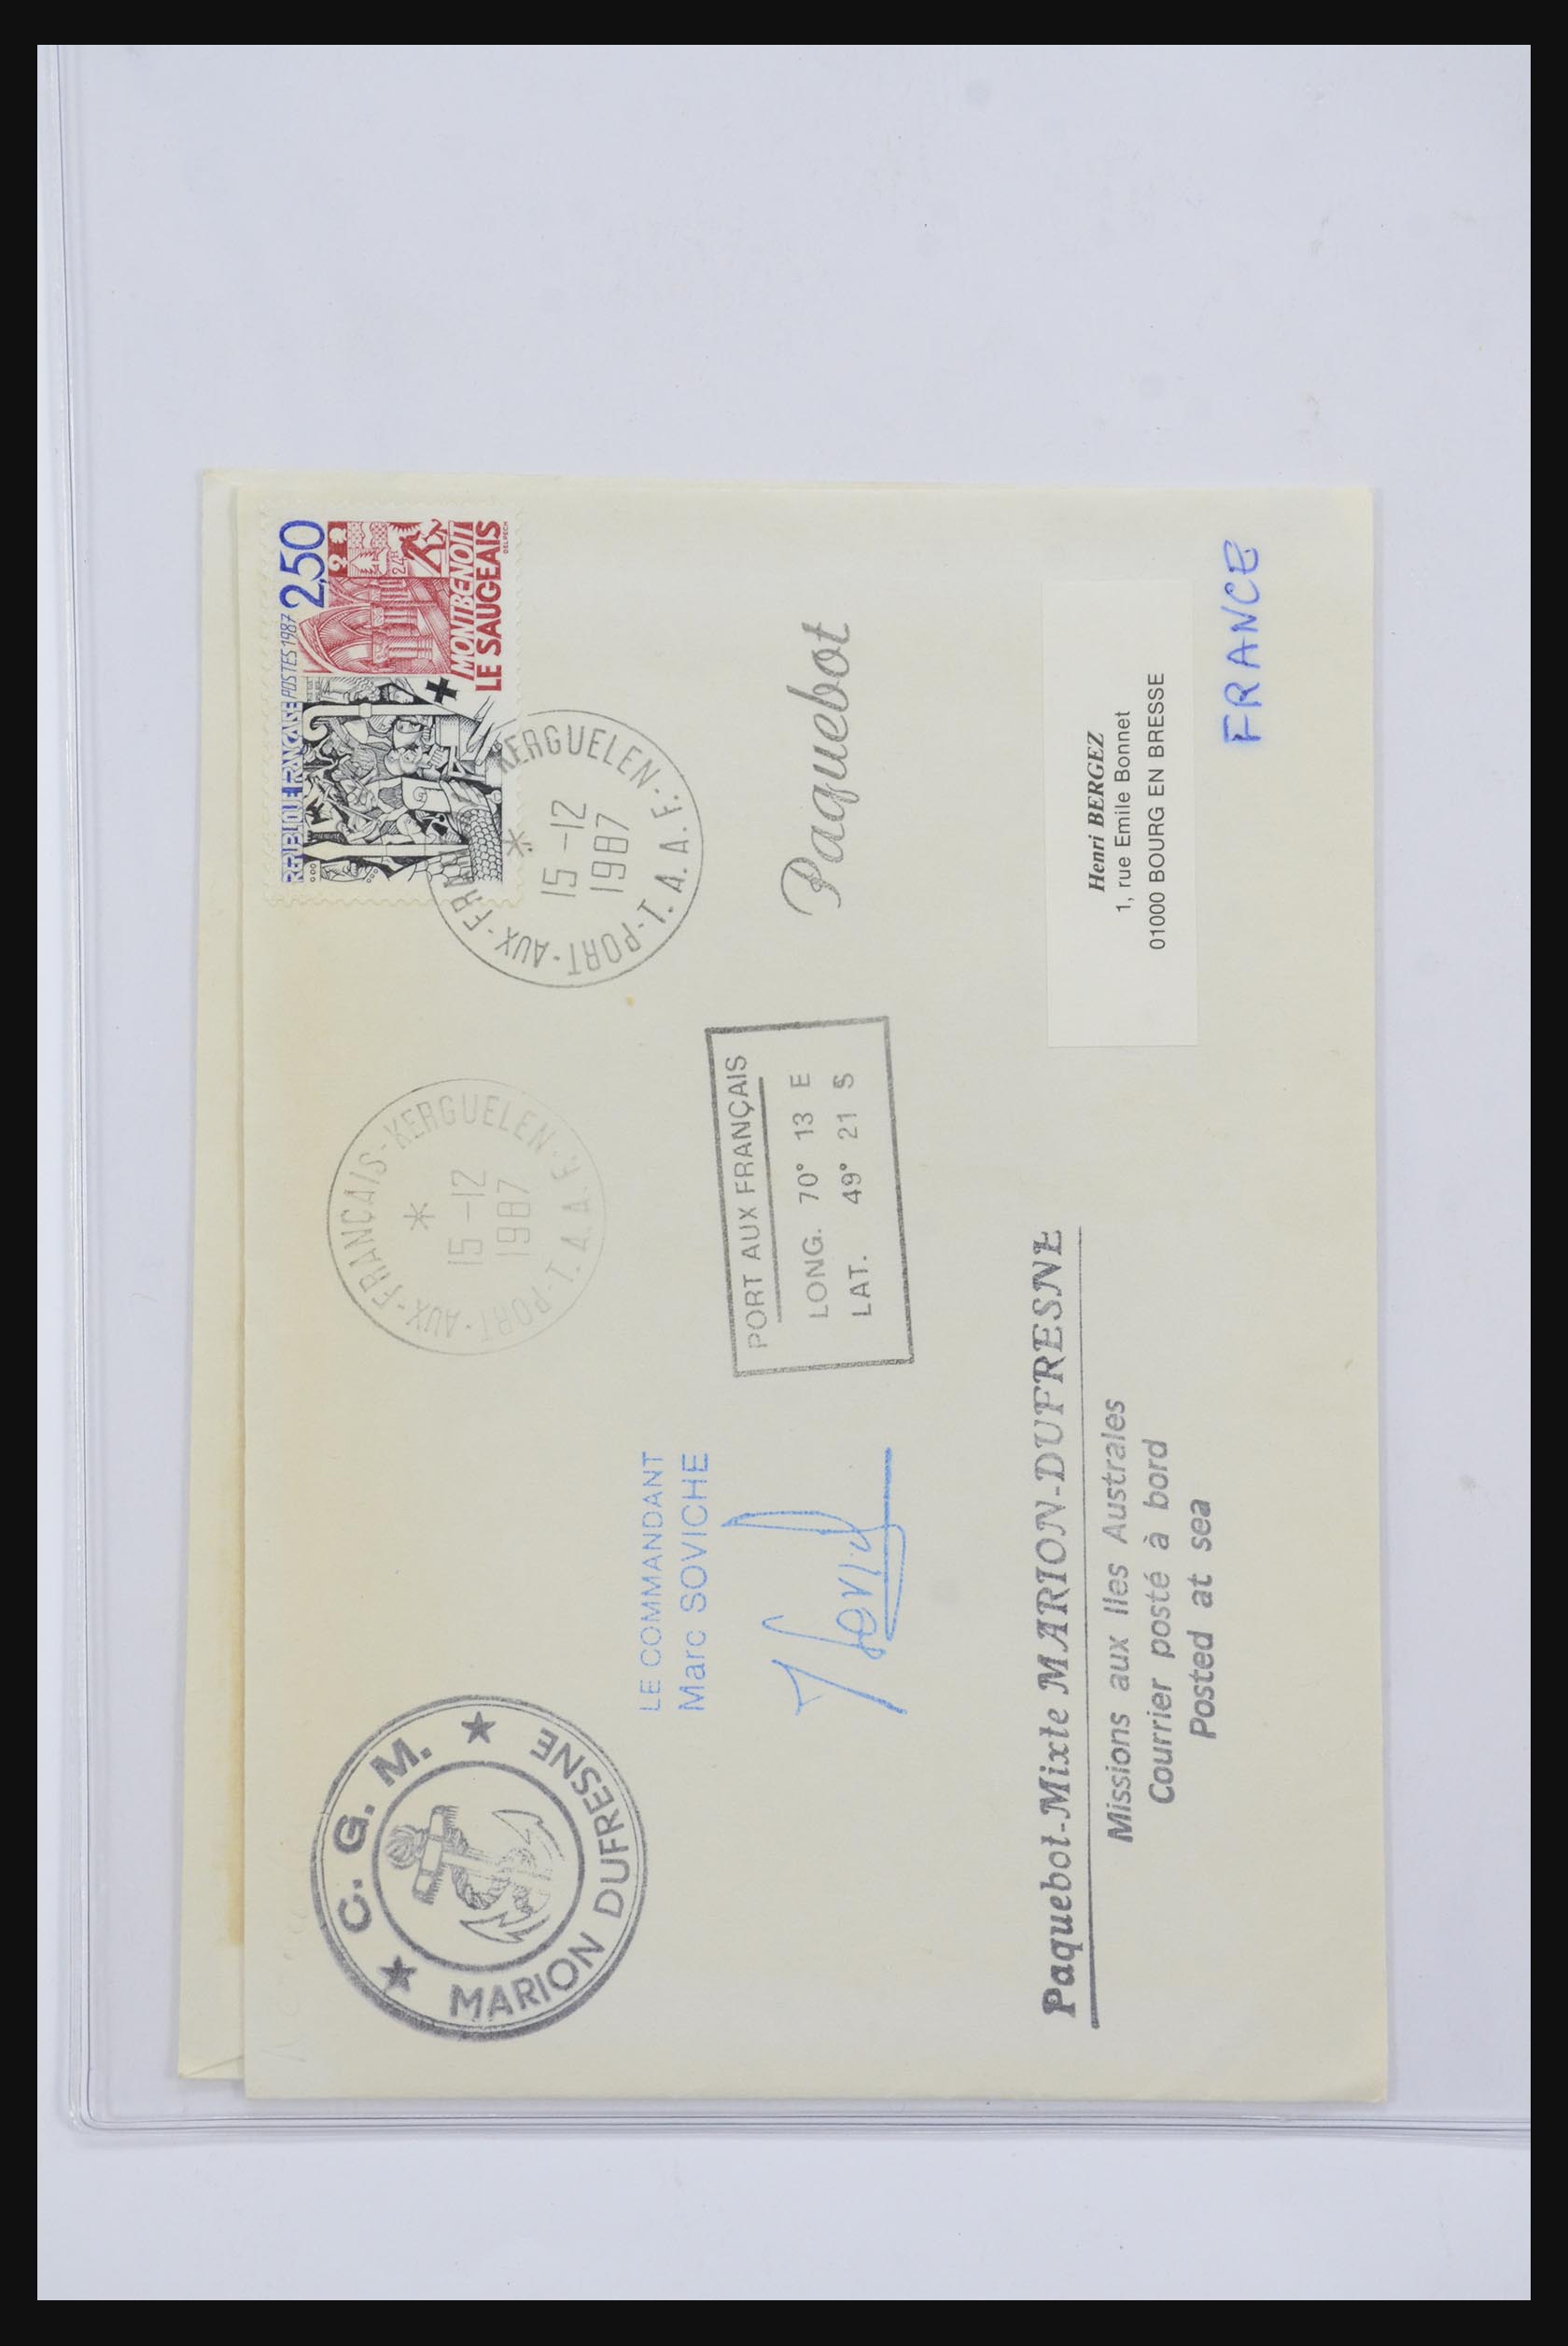 REPUBLIQUE FRANCAISE POSTES 1987 2,50
24H
MONTBENOIT
LE SAUGEAIS
DELPECH
PORT-AUX-FRANÇAIS-KERGUELEN-
*
15-12
1987
T.A.A.F.
PORT-AUX-FRAN KERGUELEN-
*
15-12
1987
T.A.A.F.
★ C. G. M. ★
MARION DUFRESNE
LE COMMANDANT
Marc SOVICHE
PORT AUX FRANÇAIS
LONG. 70° 13 E
LAT. 49° 21 S
Paquebot
Paquebot-Mixte MARION-DUFRESNE
Missions aux Iles Australes
Courrier posté à bord
Posted at sea
Henri BERGEZ
1, rue Emile Bonnet
01000 BOURG EN BRESSE
FRANCE